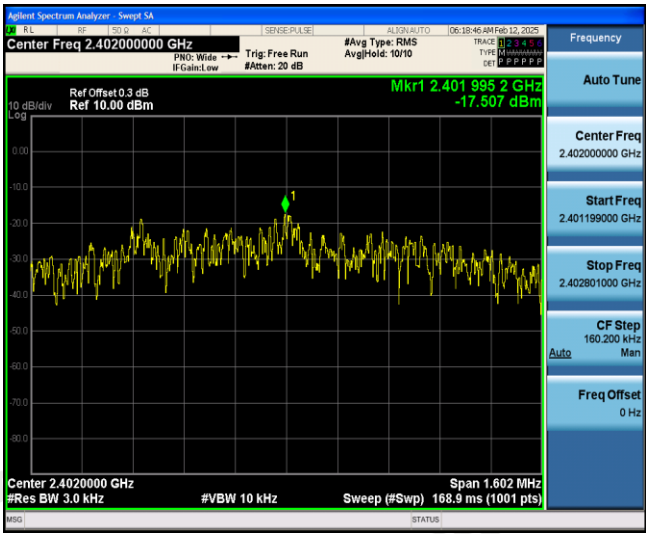 Agilent Spectrum Analyzer - Swept SA
RL RF 50 Ω AC SENSE:PULSE ALIGNAUTO 06:18:46 AM Feb 12, 2025
Center Freq 2.402000000 GHz
PNO: Wide
IFGain:Low
Trig: Free Run
#Atten: 20 dB
#Avg Type: RMS
Avg|Hold: 10/10
TRACE 1 2 3 4 5 6
TYPE M
DET P P P P P P
Ref Offset 0.3 dB
10 dB/div Ref 10.00 dBm
Log
Mkr1 2.401 995 2 GHz
-17.507 dBm
0.00
-10.0
-20.0
-30.0
-40.0
-50.0
-60.0
-70.0
-80.0
1
Center 2.4020000 GHz Span 1.602 MHz
#Res BW 3.0 kHz #VBW 10 kHz Sweep (#Swp) 168.9 ms (1001 pts)
MSG STATUS
Frequency
Auto Tune
Center Freq
2.402000000 GHz
Start Freq
2.401199000 GHz
Stop Freq
2.402801000 GHz
CF Step
160.200 kHz
Auto Man
Freq Offset
0 Hz